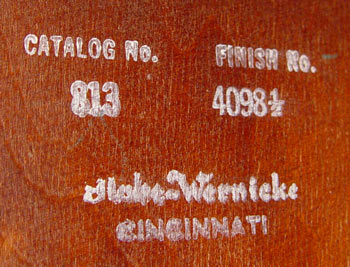 CATALOG No. FINISH No.
813 4098½
Globe-Wernicke
CINCINNATI